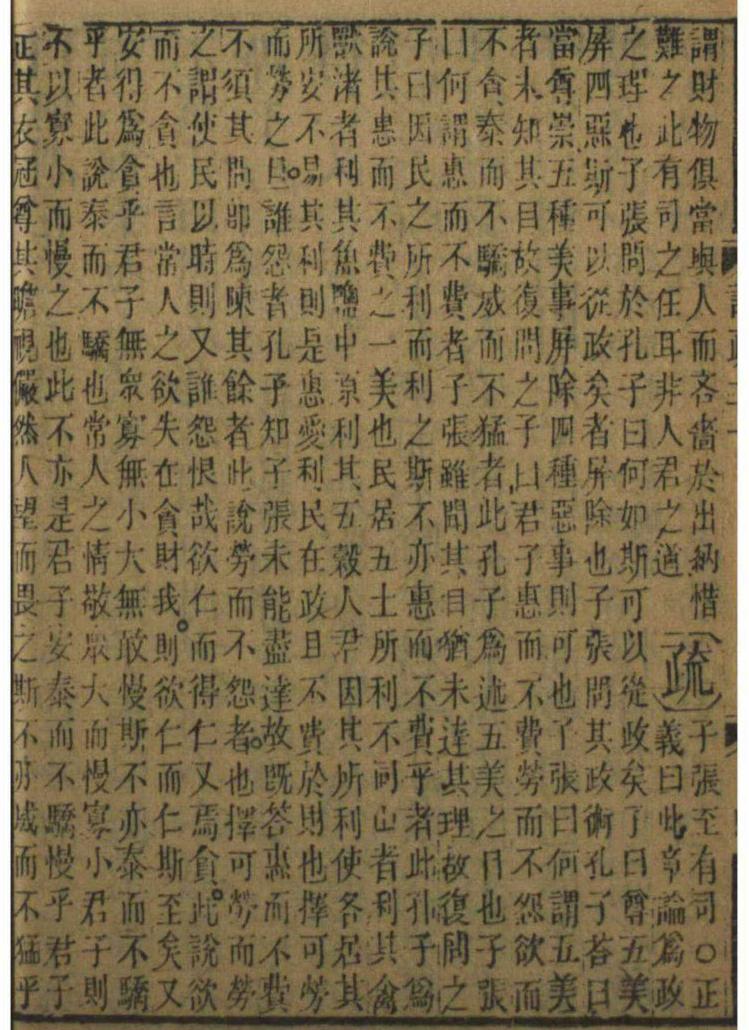 謂財物俱當與人而吝嗇於出納惜
難之此有司之任耳非人君之道
疏
子張至有司○正
義曰此章論為政
之理也子張問於孔子曰何如斯可以從政矣子曰尊五美
屏四惡斯可以從政矣者屏除也子張問其政術孔子荅曰
當尊崇五種美事屏除四種惡事則可也子張曰何謂五美
者未知其目故復問之子曰君子惠而不費勞而不怨欲而
不貪泰而不驕威而不猛者此孔子為述五美之目也子張
曰何謂惠而不費者子張雖聞其目猶未達其理故復問之
子曰因民之所利而利之斯不亦惠而不費乎者此孔子為
說其惠而不費之一美也民居五土所利不同山者利其禽
獸渚者利其魚鹽中原利其五穀人君因其所利使各居其
所安不易其利則是惠愛利民在政且不費於財也擇可勞
而勞之又誰怨者孔子知子張未能盡達故既荅惠而不費
不須其問即為陳其餘者此說勞而不怨者也擇可勞而勞
之謂使民以時則又誰怨恨哉欲仁而得仁又焉貪此說欲
而不貪也言常人之欲失在貪財我則欲仁而仁斯至矣又
安得為貪乎君子無眾寡無小大無敢慢斯不亦泰而不驕
乎者此說泰而不驕也常人之情敬眾大而慢寡小君子則
不以寡小而慢之也此不亦是君子安泰而不驕慢乎君子
正其衣冠尊其瞻視儼然人望而畏之斯不亦威而不猛乎